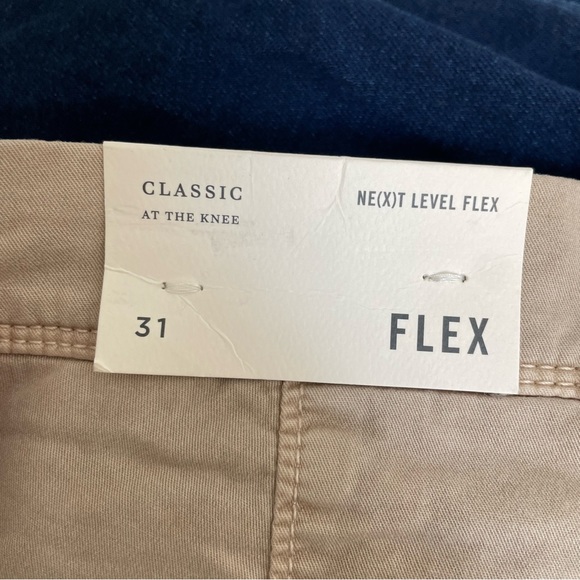 CLASSIC
AT THE KNEE
NE(X)T LEVEL FLEX
31
FLEX